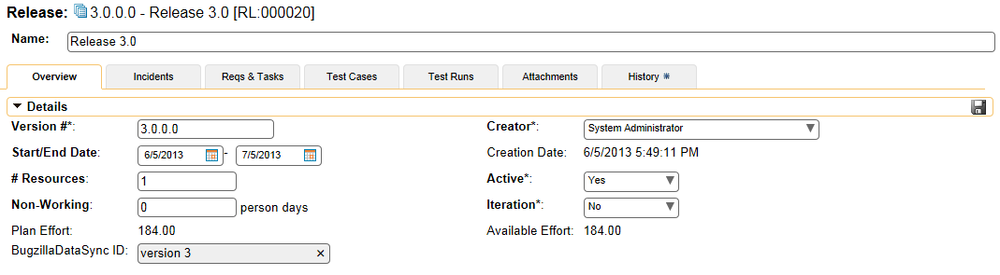 Release: 3.0.0.0 - Release 3.0 [RL:000020]
Name: Release 3.0
Overview Incidents Reqs & Tasks Test Cases Test Runs Attachments History *
Details
Version #*: 3.0.0.0 Creator*: System Administrator
Start/End Date: 6/5/2013 - 7/5/2013 Creation Date: 6/5/2013 5:49:11 PM
# Resources: 1 Active*: Yes
Non-Working: 0 person days Iteration*: No
Plan Effort: 184.00 Available Effort: 184.00
BugzillaDataSync ID: version 3 ×